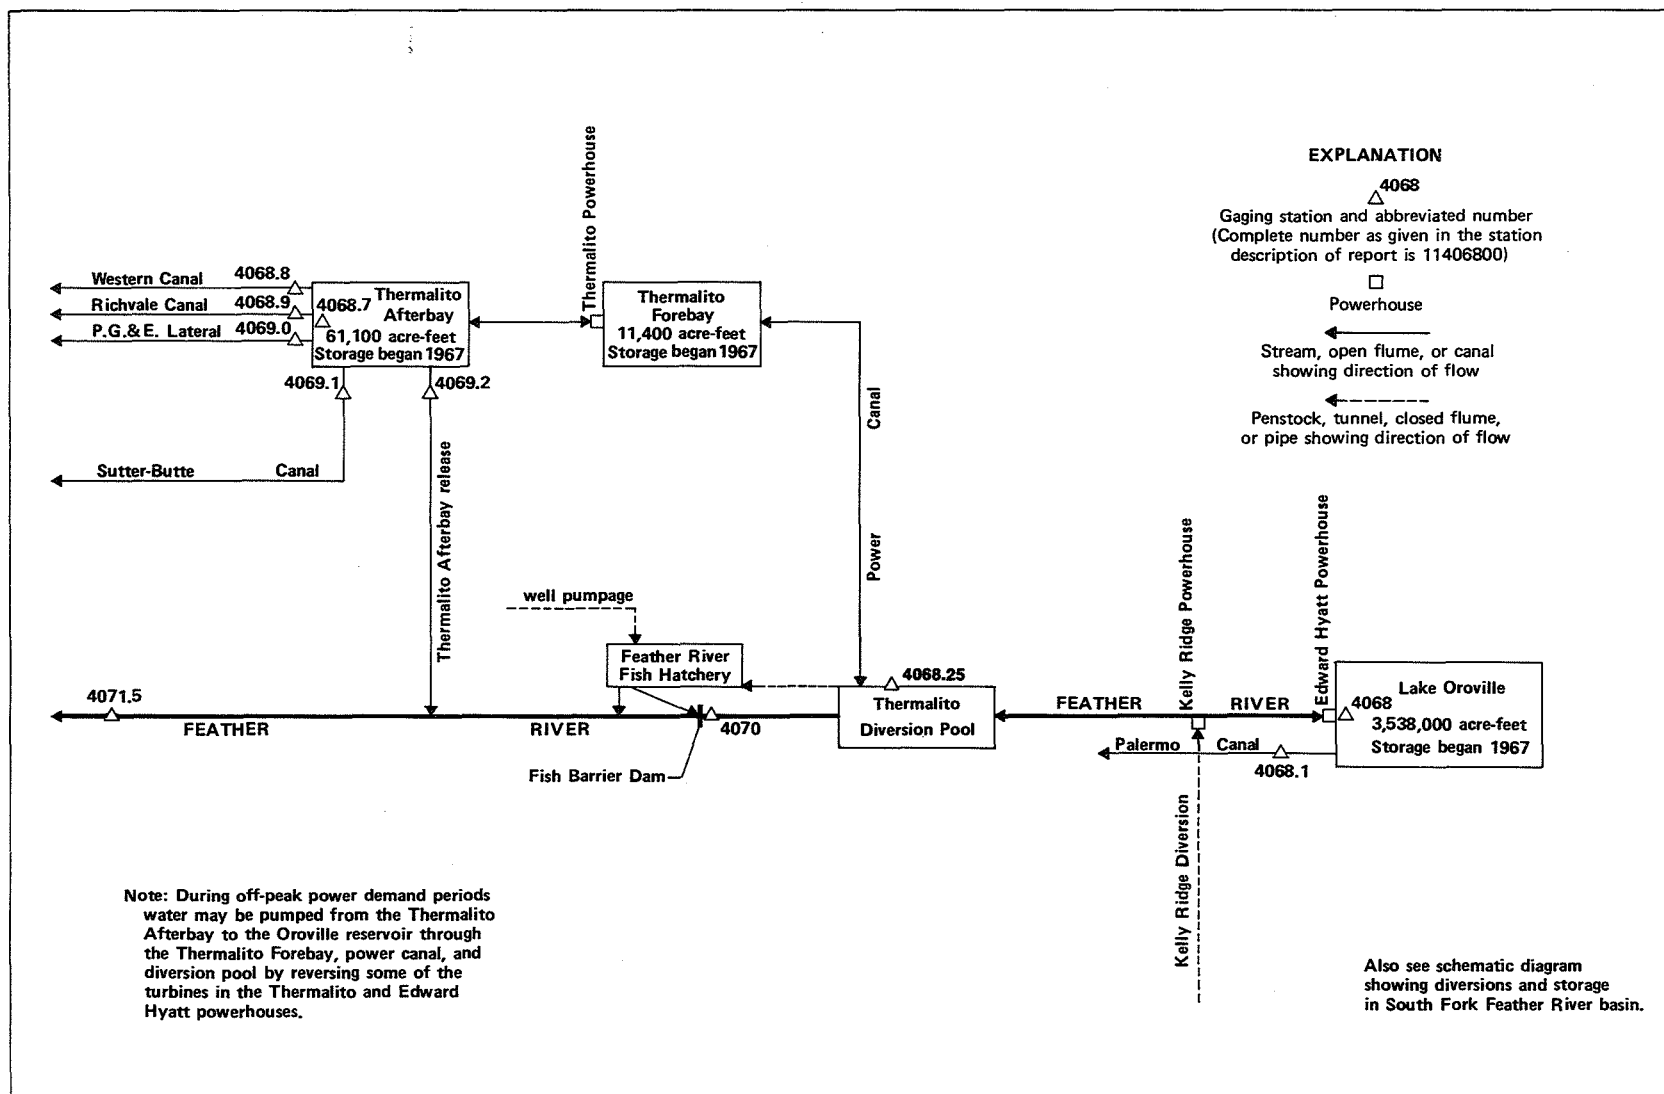 EXPLANATION
4068
Gaging station and abbreviated number
(Complete number as given in the station
description of report is 11406800)
Powerhouse
Stream, open flume, or canal
showing direction of flow
Penstock, tunnel, closed flume,
or pipe showing direction of flow
Thermalito Powerhouse
Western Canal 4068.8
Richvale Canal 4068.9
P.G.& E. Lateral 4069.0
4068.7 Thermalito
Afterbay
61,100 acre-feet
Storage began 1967
Thermalito
Forebay
11,400 acre-feet
Storage began 1967
4069.1
4069.2
Sutter-Butte Canal
Thermalito Afterbay release
Power Canal
well pumpage
Feather River
Fish Hatchery
4068.25
Thermalito
Diversion Pool
4071.5
FEATHER RIVER
4070
Fish Barrier Dam
FEATHER RIVER
Kelly Ridge Powerhouse
Edward Hyatt Powerhouse
Lake Oroville
4068
3,538,000 acre-feet
Storage began 1967
Palermo Canal
4068.1
Kelly Ridge Diversion
Note: During off-peak power demand periods
water may be pumped from the Thermalito
Afterbay to the Oroville reservoir through
the Thermalito Forebay, power canal, and
diversion pool by reversing some of the
turbines in the Thermalito and Edward
Hyatt powerhouses.
Also see schematic diagram
showing diversions and storage
in South Fork Feather River basin.